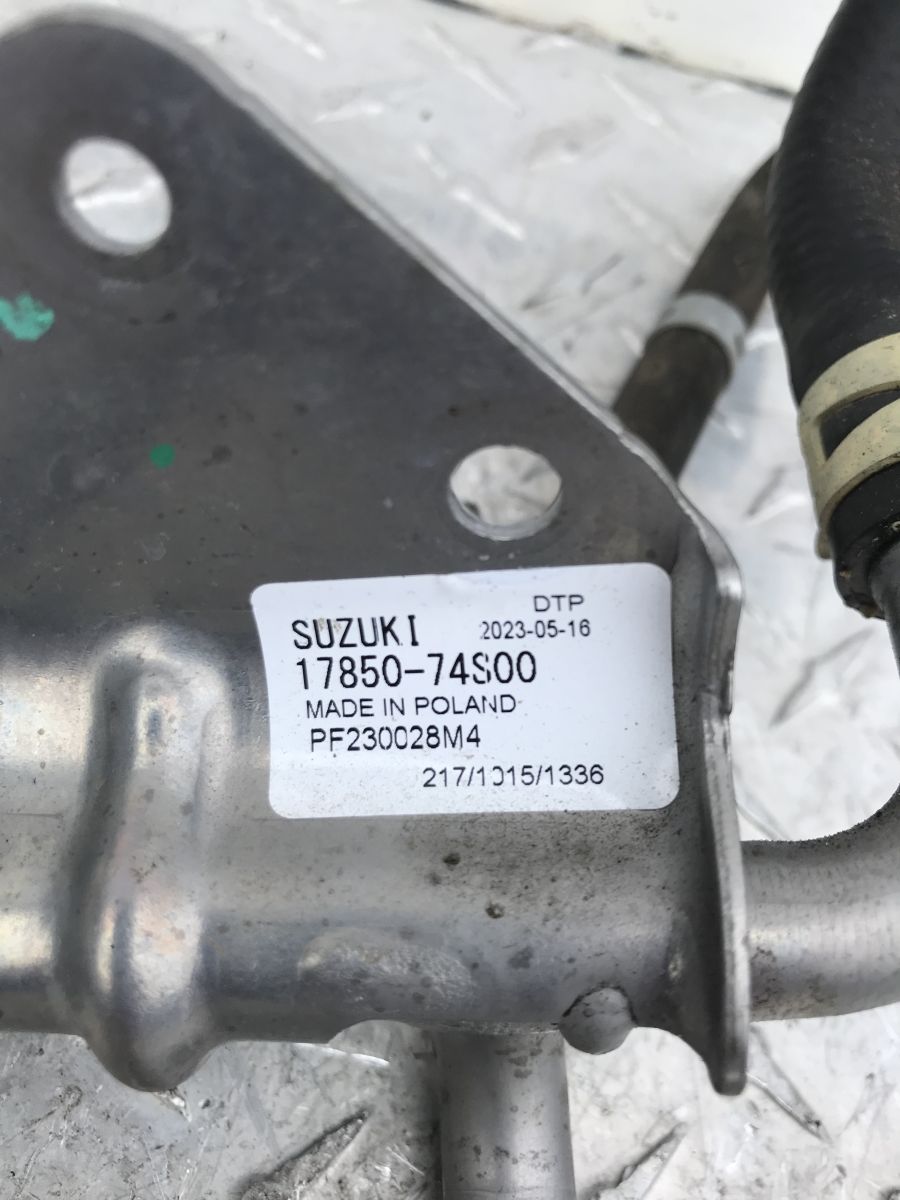 DTP
SUZUKI 2023-05-16
17850-74S00
MADE IN POLAND
PF230028M4
217/1015/1336